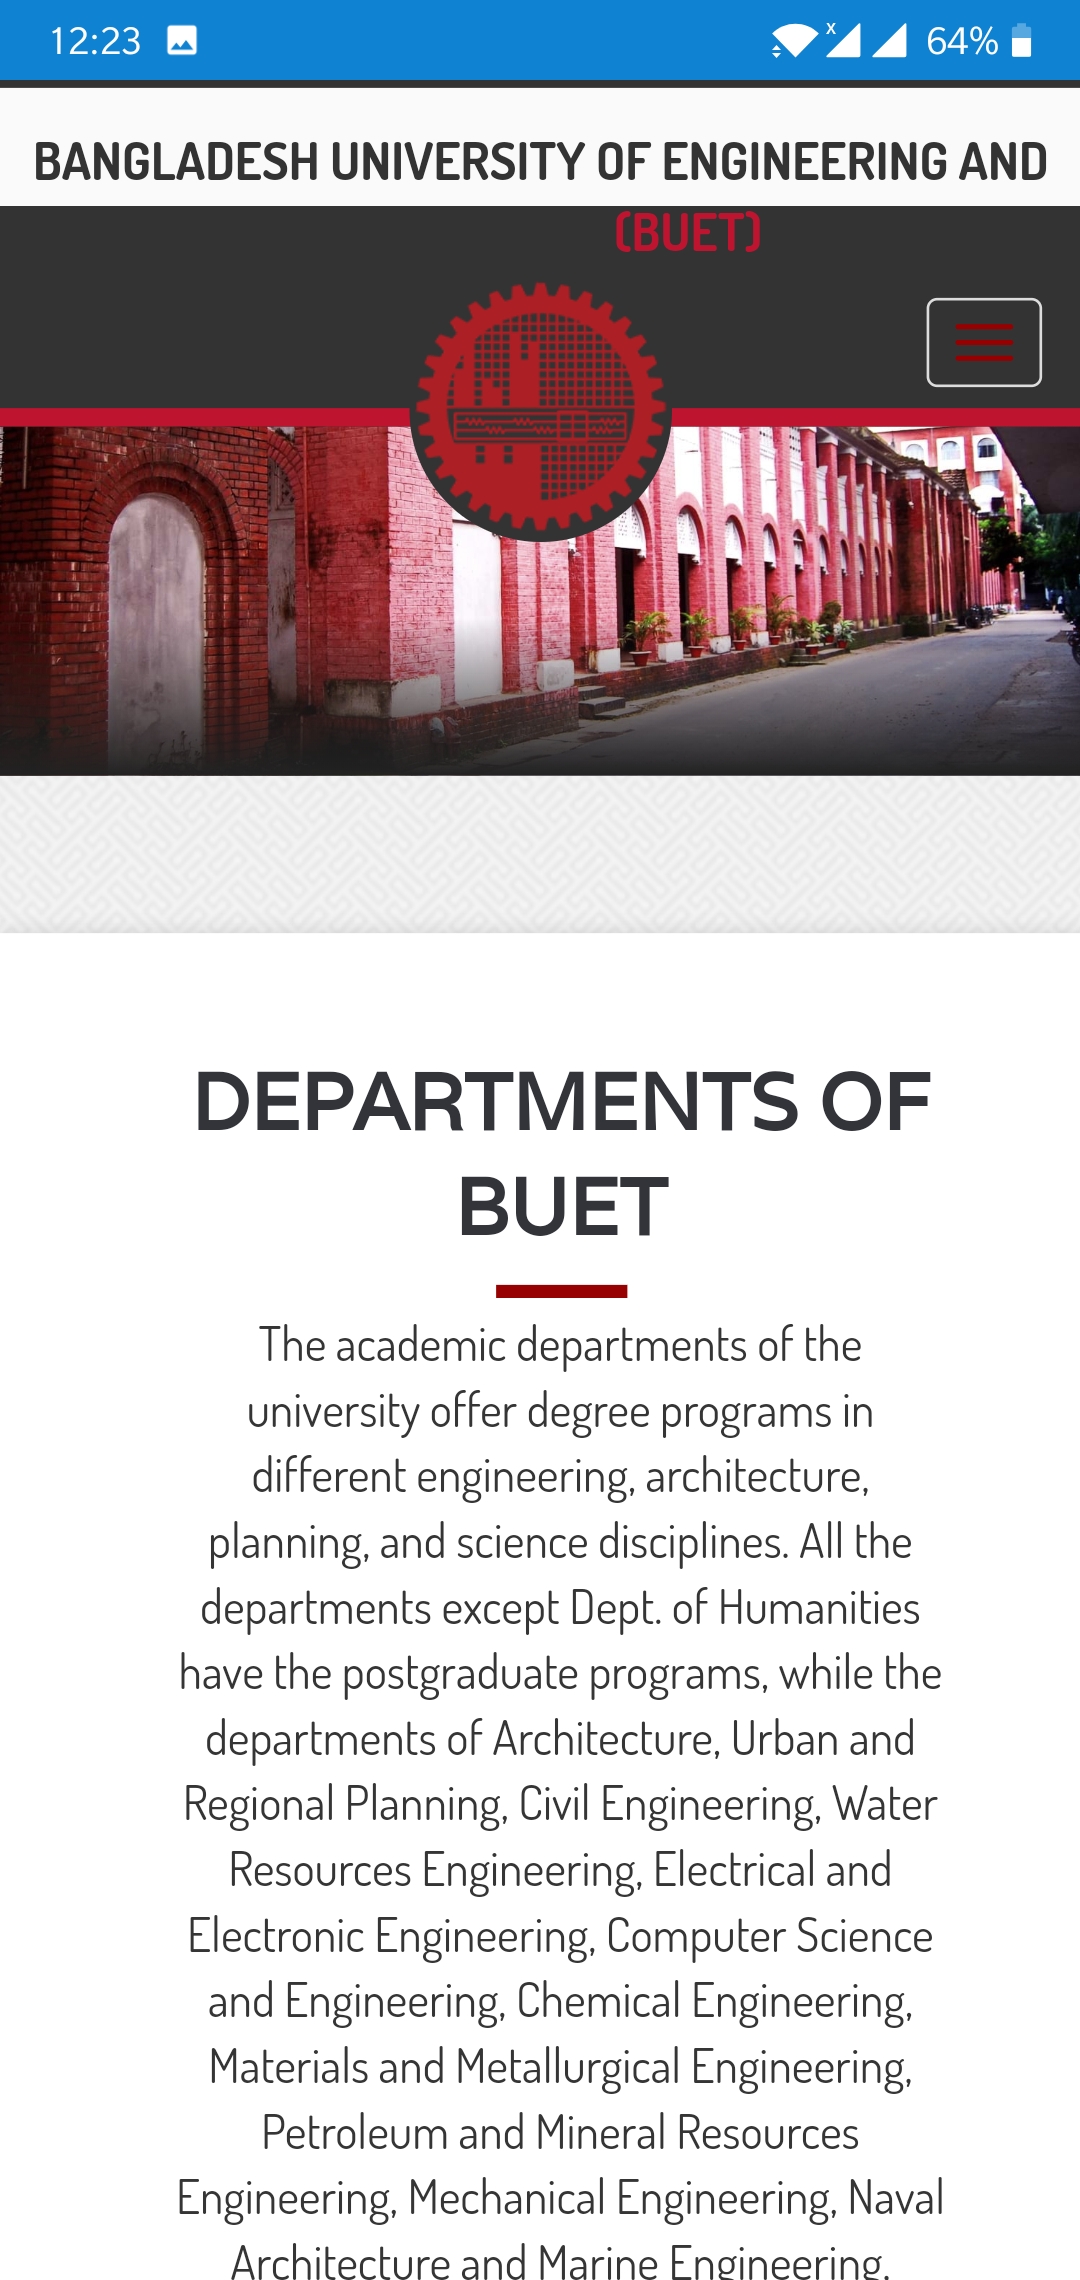 12:23
x
64%
BANGLADESH UNIVERSITY OF ENGINEERING AND
(BUET)
DEPARTMENTS OF
BUET
The academic departments of the
university offer degree programs in
different engineering, architecture,
planning, and science disciplines. All the
departments except Dept. of Humanities
have the postgraduate programs, while the
departments of Architecture, Urban and
Regional Planning, Civil Engineering, Water
Resources Engineering, Electrical and
Electronic Engineering, Computer Science
and Engineering, Chemical Engineering,
Materials and Metallurgical Engineering,
Petroleum and Mineral Resources
Engineering, Mechanical Engineering, Naval
Architecture and Marine Engineering,